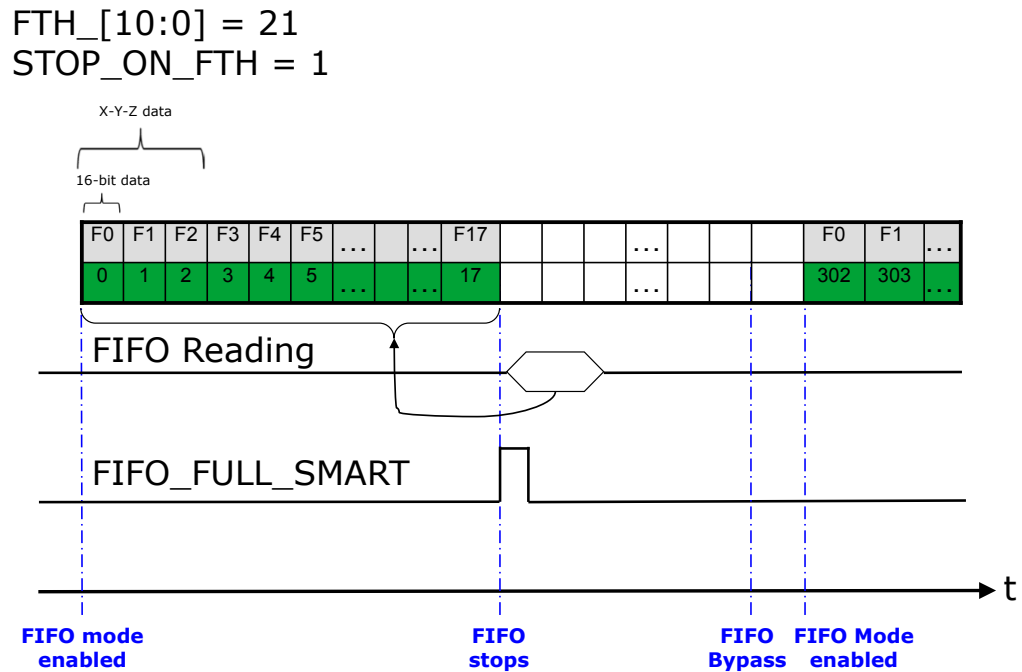 FTH_[10:0] = 21
STOP_ON_FTH = 1
X-Y-Z data
16-bit data
F0 F1 F2 F3 F4 F5 ... ... F17 ... F0 F1 ...
0 1 2 3 4 5 ... ... 17 ... 302 303 ...
FIFO Reading
FIFO_FULL_SMART
t
FIFO mode enabled
FIFO stops
FIFO Bypass
FIFO Mode enabled